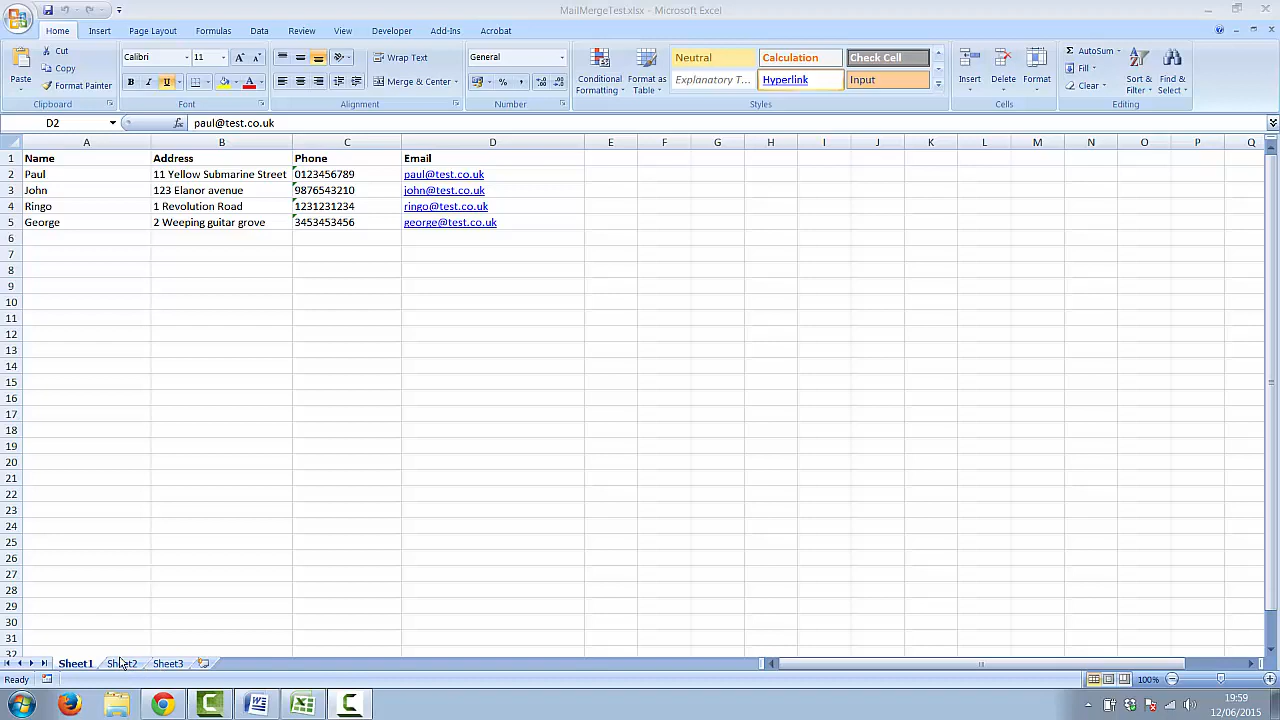 MailMergeTest.xlsx - Microsoft Excel
Home Insert Page Layout Formulas Data Review View Developer Add-Ins Acrobat
Paste
Cut
Copy
Format Painter
Clipboard
Calibri 11
B I U
Font
Wrap Text
Merge & Center
Alignment
General
%
Number
Conditional Formatting
Format as Table
Neutral Calculation Check Cell
Explanatory T... Hyperlink Input
Styles
Insert Delete Format
Cells
AutoSum
Fill
Clear
Sort & Filter
Find & Select
Editing
D2 fx paul@test.co.uk
A B C D E F G H I J K L M N O P Q
1 Name Address Phone Email
2 Paul 11 Yellow Submarine Street 0123456789 paul@test.co.uk
3 John 123 Elanor avenue 9876543210 john@test.co.uk
4 Ringo 1 Revolution Road 1231231234 ringo@test.co.uk
5 George 2 Weeping guitar grove 3453453456 george@test.co.uk
6
7
8
9
10
11
12
13
14
15
16
17
18
19
20
21
22
23
24
25
26
27
28
29
30
31
32
Sheet1 Sheet2 Sheet3
Ready 100%
19:59
12/06/2015